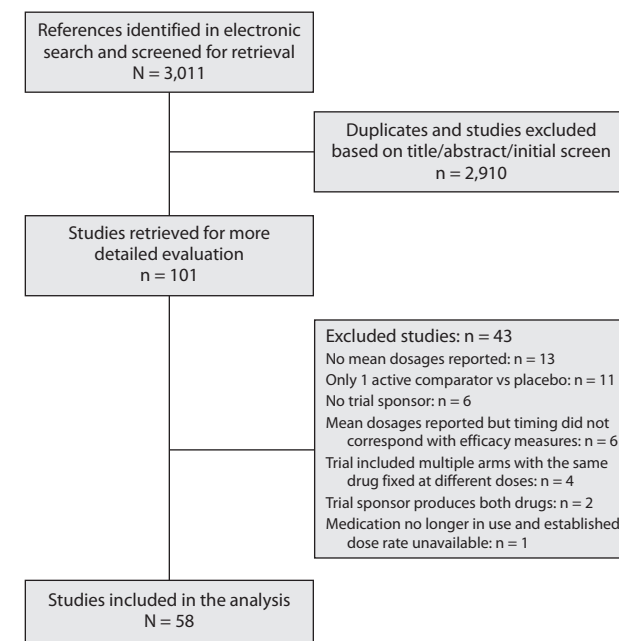 References identified in electronic
search and screened for retrieval
N = 3,011
Duplicates and studies excluded
based on title/abstract/initial screen
n = 2,910
Studies retrieved for more
detailed evaluation
n = 101
Excluded studies: n = 43
No mean dosages reported: n = 13
Only 1 active comparator vs placebo: n = 11
No trial sponsor: n = 6
Mean dosages reported but timing did not
correspond with efficacy measures: n = 6
Trial included multiple arms with the same
drug fixed at different doses: n = 4
Trial sponsor produces both drugs: n = 2
Medication no longer in use and established
dose rate unavailable: n = 1
Studies included in the analysis
N = 58